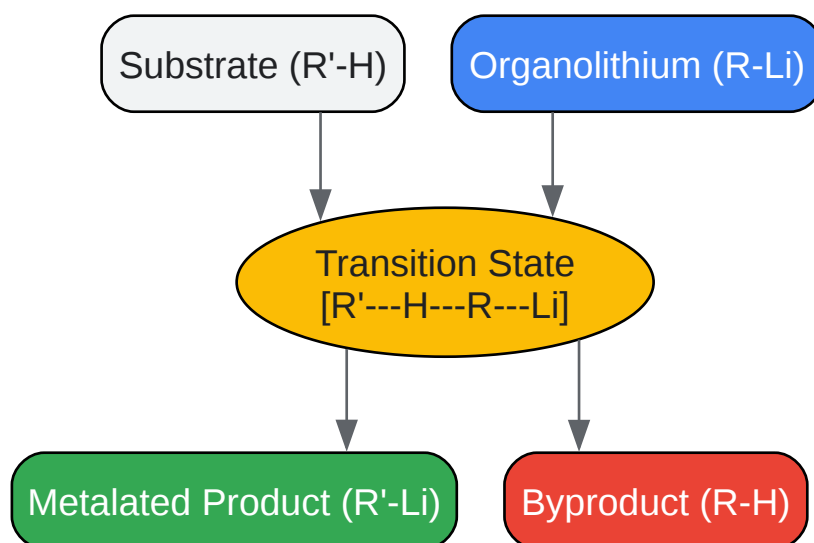 Substrate (R'-H)
Organolithium (R-Li)
Transition State
[R'---H---R---Li]
Metalated Product (R'-Li)
Byproduct (R-H)